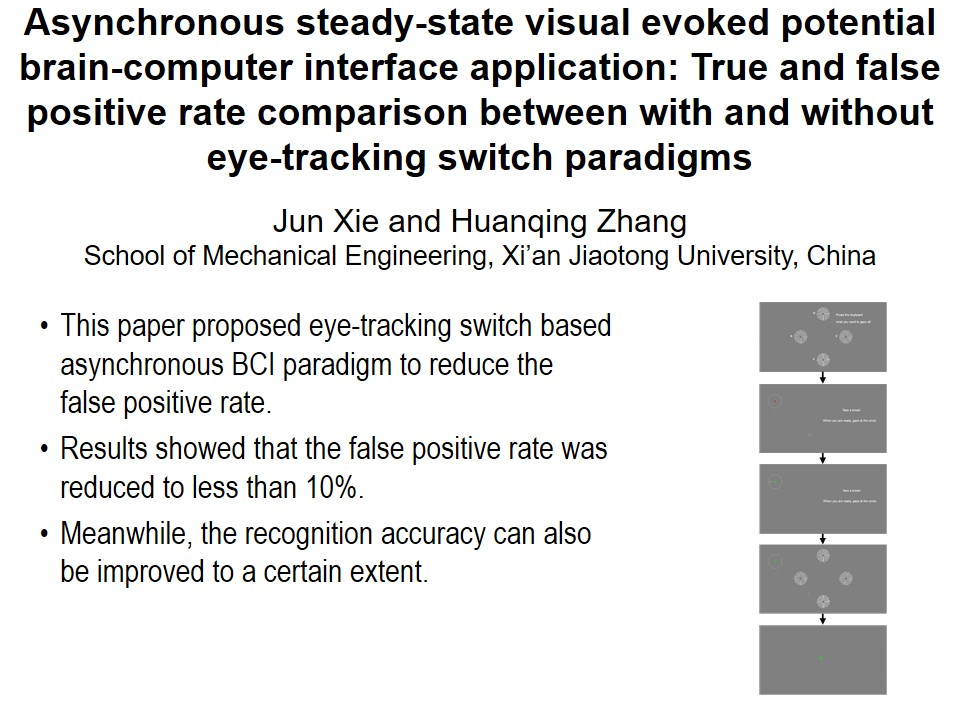 Asynchronous steady-state visual evoked potential
brain-computer interface application: True and false
positive rate comparison between with and without
eye-tracking switch paradigms
Jun Xie and Huanqing Zhang
School of Mechanical Engineering, Xi’an Jiaotong University, China
• This paper proposed eye-tracking switch based
asynchronous BCI paradigm to reduce the
false positive rate.
• Results showed that the false positive rate was
reduced to less than 10%.
• Meanwhile, the recognition accuracy can also
be improved to a certain extent.